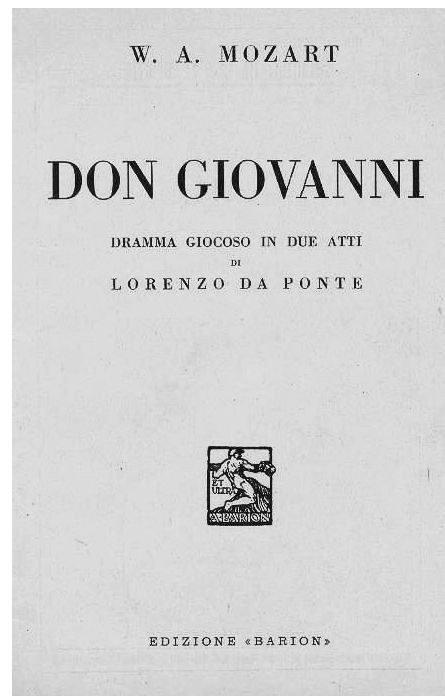 W. A. MOZART
DON GIOVANNI
DRAMMA GIOCOSO IN DUE ATTI
DI
LORENZO DA PONTE
ET
ULTRA
A·BARION
EDIZIONE «BARION»